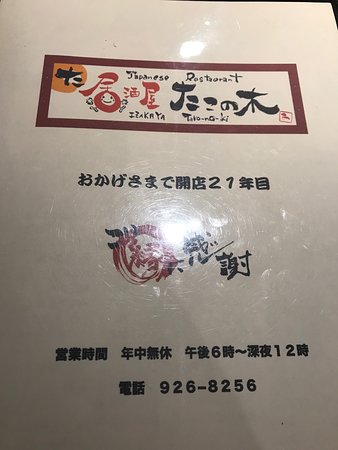 た
Japanese Restaurant
居酒屋 たこの木
IZAKAYA Tako-no-ki
おかげさまで開店21年目
感謝
営業時間　年中無休　午後6時～深夜12時
電話　926-8256